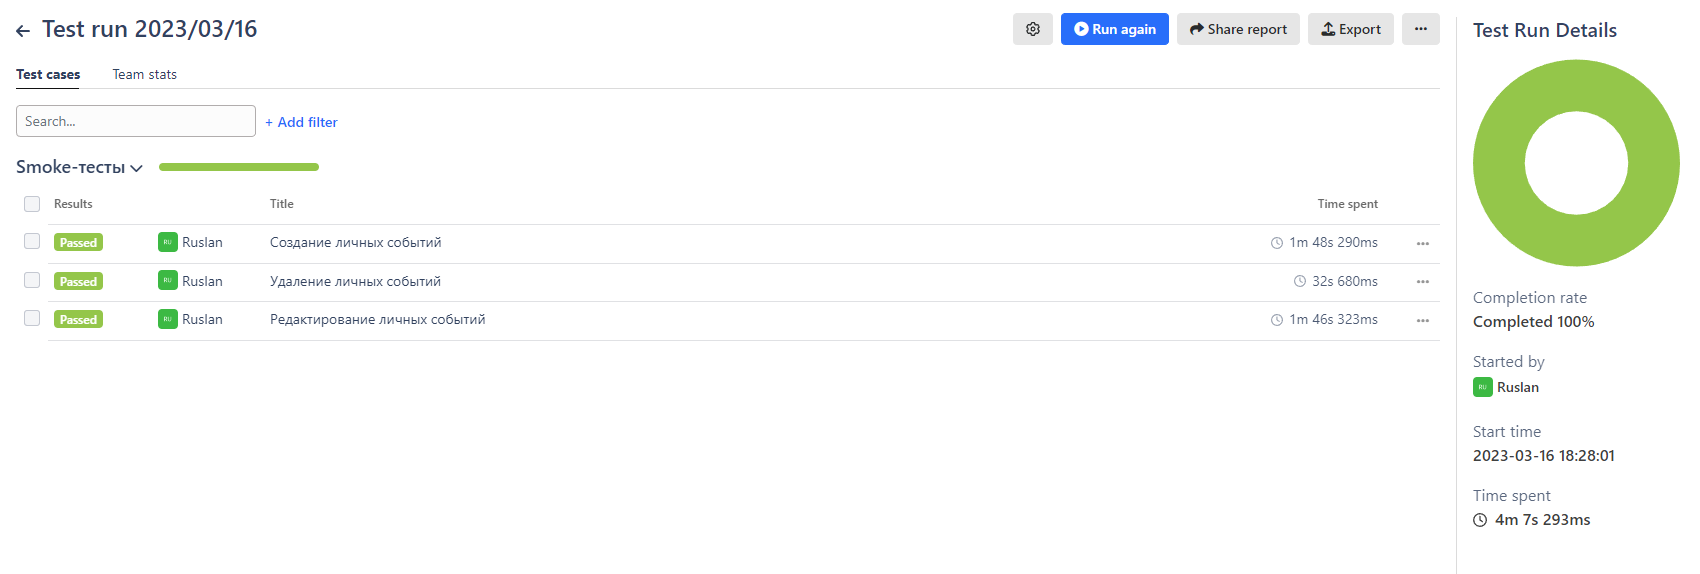 Test run 2023/03/16
Run again
Share report
Export
Test cases
Team stats
Search...
+ Add filter
Smoke-тесты
Results Title Time spent
Passed RU Ruslan Создание личных событий 1m 48s 290ms
Passed RU Ruslan Удаление личных событий 32s 680ms
Passed RU Ruslan Редактирование личных событий 1m 46s 323ms
Test Run Details
Completion rate
Completed 100%
Started by
RU Ruslan
Start time
2023-03-16 18:28:01
Time spent
4m 7s 293ms